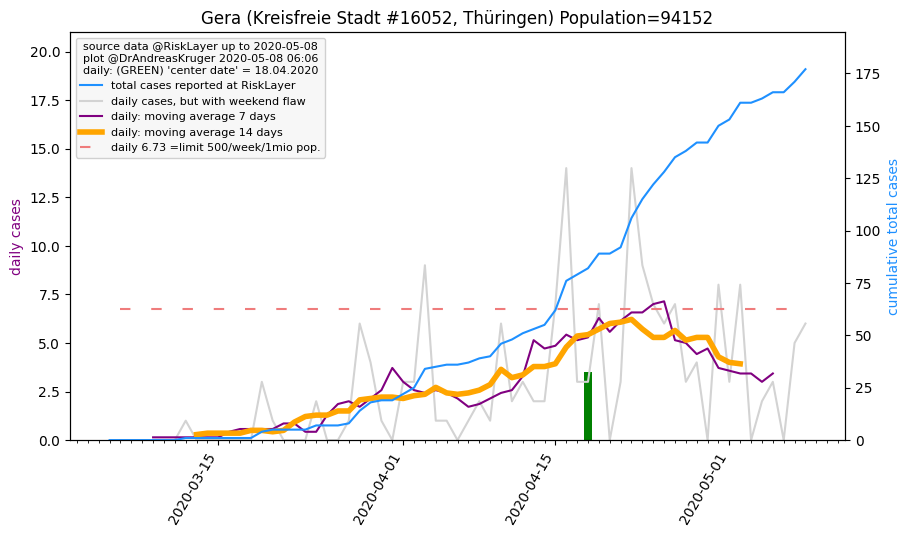 Gera (Kreisfreie Stadt #16052, Thüringen) Population=94152
source data @RiskLayer up to 2020-05-08
plot @DrAndreasKruger 2020-05-08 06:06
daily: (GREEN) 'center date' = 18.04.2020
total cases reported at RiskLayer
daily cases, but with weekend flaw
daily: moving average 7 days
daily: moving average 14 days
daily 6.73 =limit 500/week/1mio pop.
daily cases
20.0
17.5
15.0
12.5
10.0
7.5
5.0
2.5
0.0
cumulative total cases
175
150
125
100
75
50
25
0
2020-03-15
2020-04-01
2020-04-15
2020-05-01